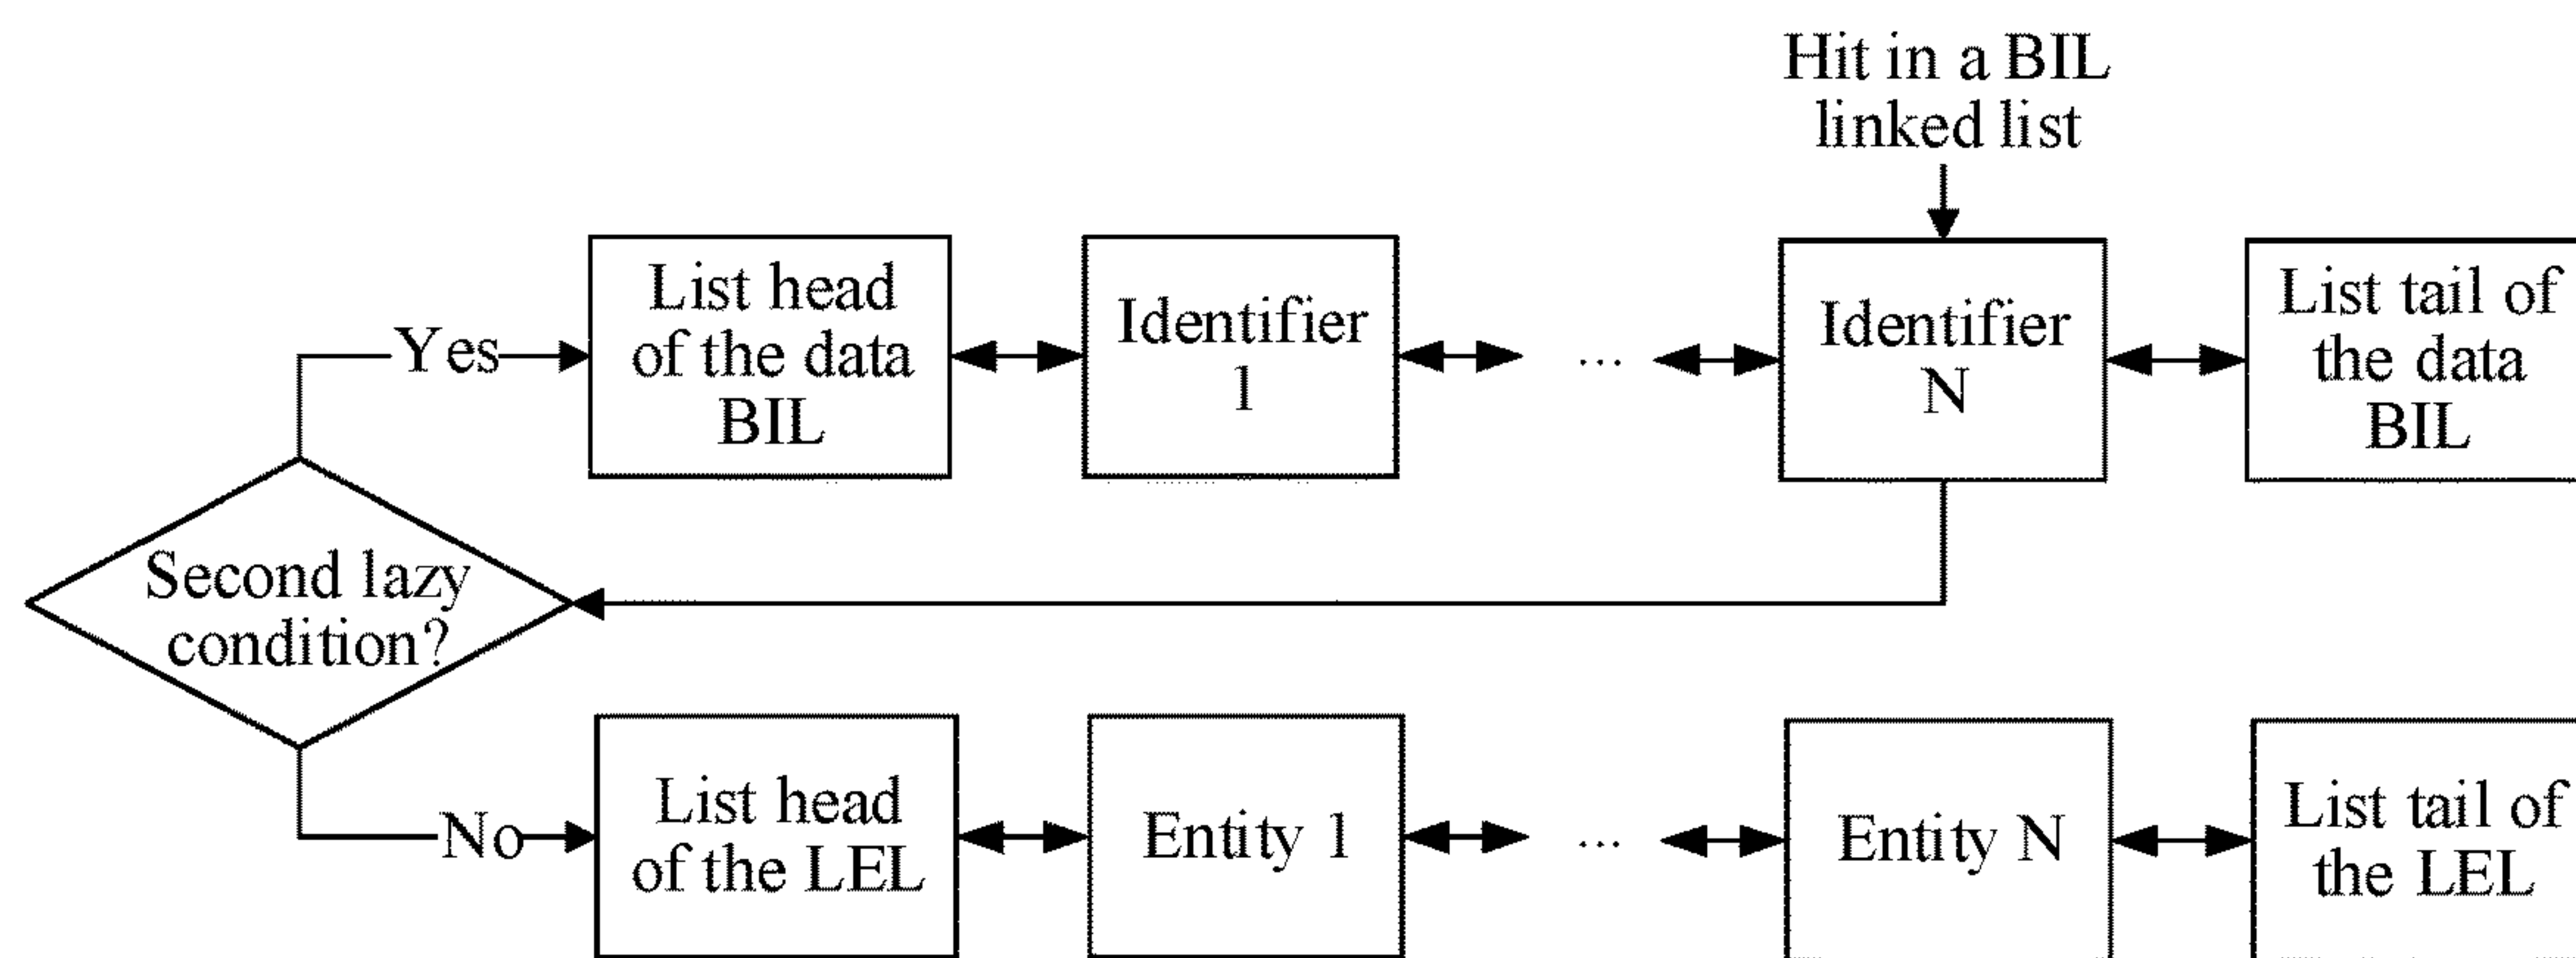 Hit in a BIL
linked list
List head
of the data
BIL
Identifier
1
...
Identifier
N
List tail of
the data
BIL
Yes
Second lazy
condition?
No
List head
of the LEL
Entity 1
...
Entity N
List tail of
the LEL